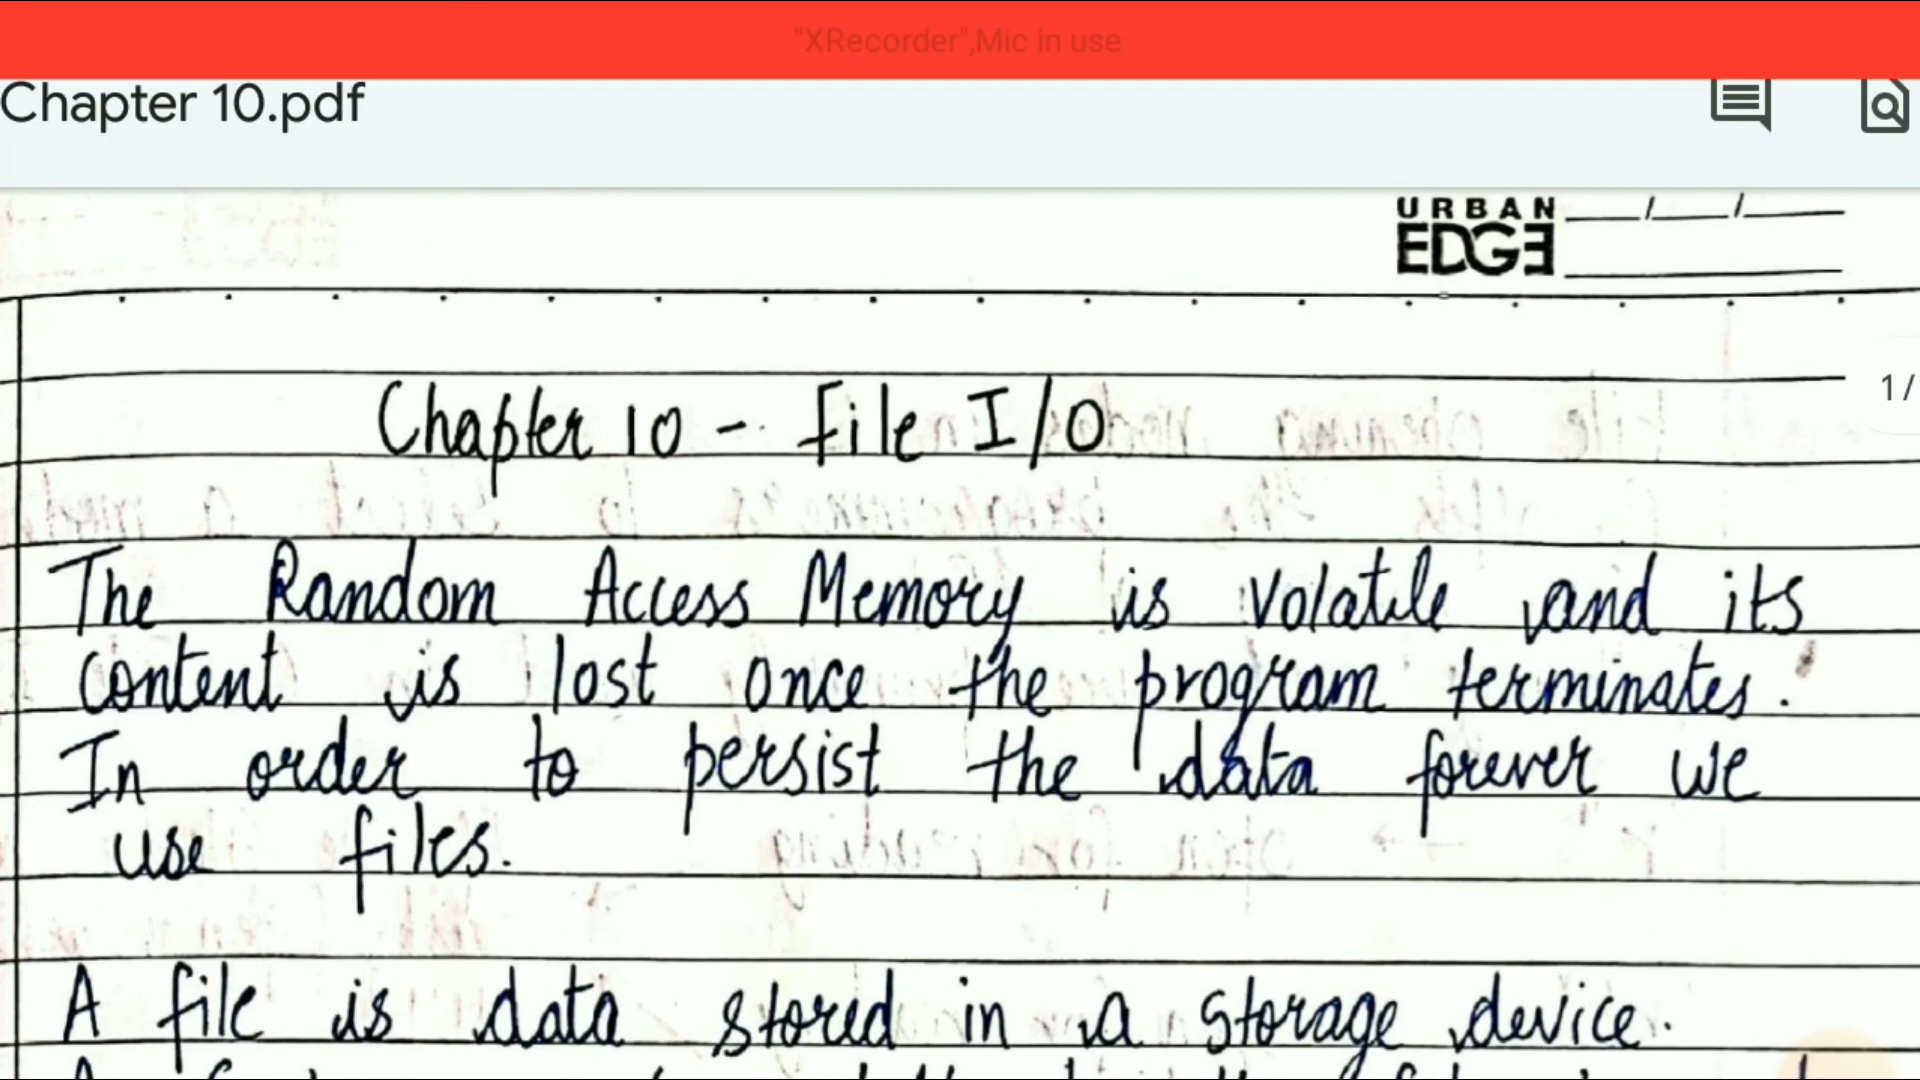 "XRecorder",Mic in use
Chapter 10.pdf
URBAN
EDGE
1/
Chapter 10 - File I/O
The Random Access Memory is volatile and its
content is lost once the program terminates.
In order to persist the data forever we
use files.
A file is data stored in a storage device.